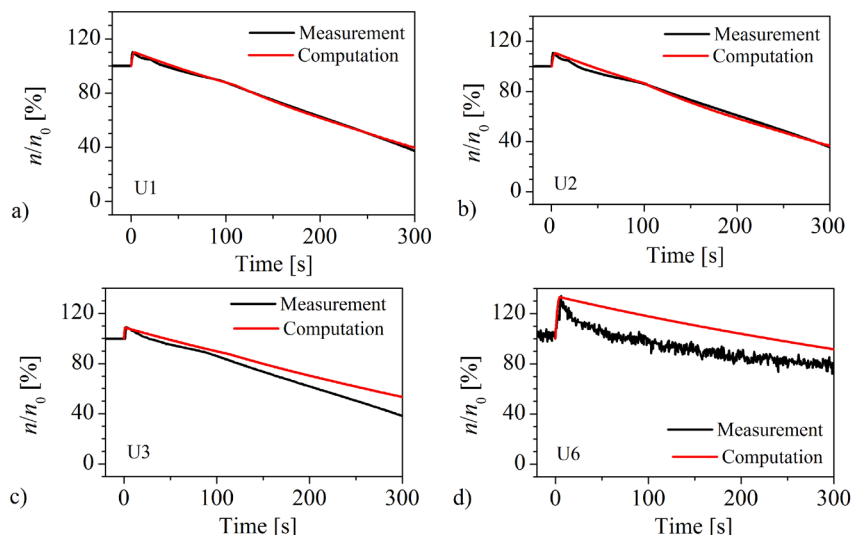 Measurement
Computation
n/n0 [%]
120
80
40
0
U1
a)
0 100 200 300
Time [s]
Measurement
Computation
n/n0 [%]
120
80
40
0
U2
b)
0 100 200 300
Time [s]
Measurement
Computation
n/n0 [%]
120
80
40
0
U3
c)
0 100 200 300
Time [s]
n/n0 [%]
120
80
40
0
Measurement
Computation
U6
d)
0 100 200 300
Time [s]